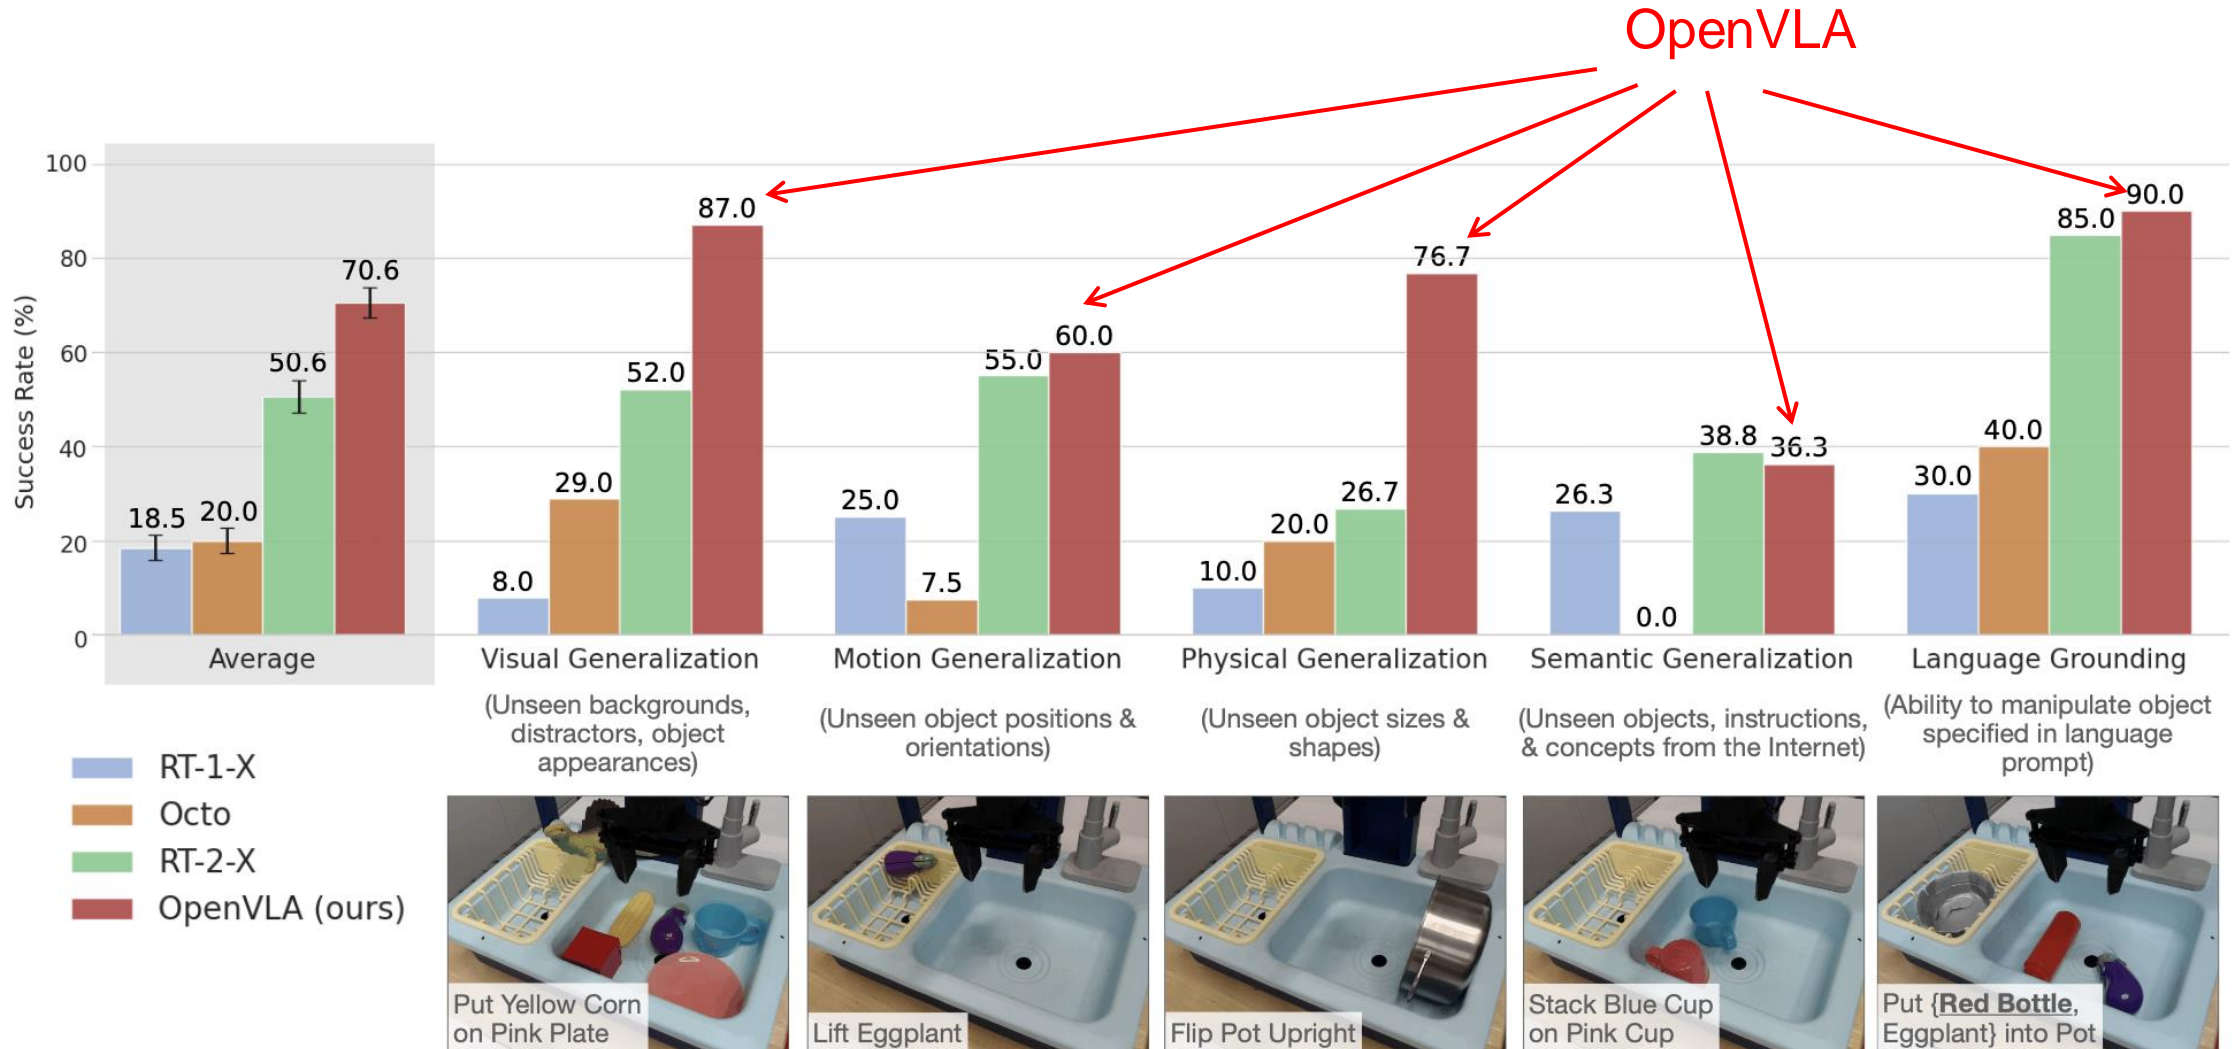 OpenVLA
Success Rate (%)
100
80
60
40
20
0
18.5
20.0
50.6
70.6
Average
8.0
29.0
52.0
87.0
Visual Generalization
(Unseen backgrounds,
distractors, object
appearances)
25.0
7.5
55.0
60.0
Motion Generalization
(Unseen object positions &
orientations)
10.0
20.0
26.7
76.7
Physical Generalization
(Unseen object sizes &
shapes)
26.3
0.0
38.8
36.3
Semantic Generalization
(Unseen objects, instructions,
& concepts from the Internet)
30.0
40.0
85.0
90.0
Language Grounding
(Ability to manipulate object
specified in language
prompt)
RT-1-X
Octo
RT-2-X
OpenVLA (ours)
Put Yellow Corn
on Pink Plate
Lift Eggplant
Flip Pot Upright
Stack Blue Cup
on Pink Cup
Put {Red Bottle,
Eggplant} into Pot